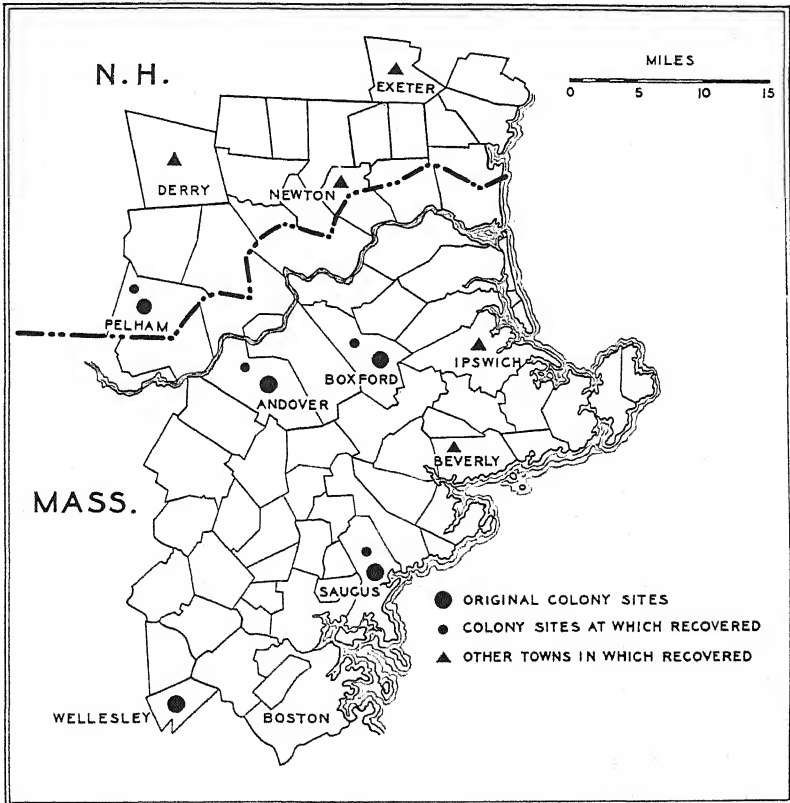 N.H.
MILES
0 5 10 15
EXETER
DERRY
NEWTON
PELHAM
BOXFORD
IPSWICH
ANDOVER
BEVERLY
MASS.
SAUGUS
ORIGINAL COLONY SITES
COLONY SITES AT WHICH RECOVERED
OTHER TOWNS IN WHICH RECOVERED
WELLESLEY
BOSTON